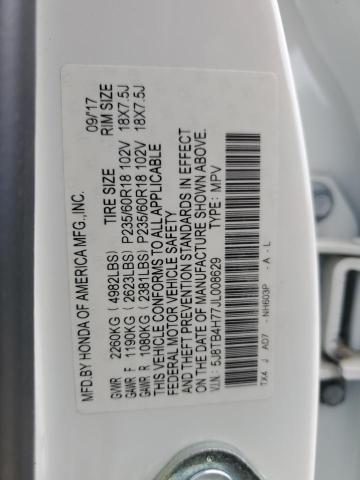 MFD.BY HONDA OF AMERICA MFG.,INC. 09/17
TIRE SIZE RIM SIZE
GVWR 2260KG (4982LBS)
GAWR F 1190KG (2623LBS) P235/60R18 102V 18X7.5J
GAWR R 1080KG (2381LBS) P235/60R18 102V 18X7.5J
THIS VEHICLE CONFORMS TO ALL APPLICABLE
FEDERAL MOTOR VEHICLE SAFETY
AND THEFT PREVENTION STANDARDS IN EFFECT
ON THE DATE OF MANUFACTURE SHOWN ABOVE.
V.I.N.: 5J8TB4H77JL008629 TYPE: MPV
TX4 J AD7 - NH603P - A - L